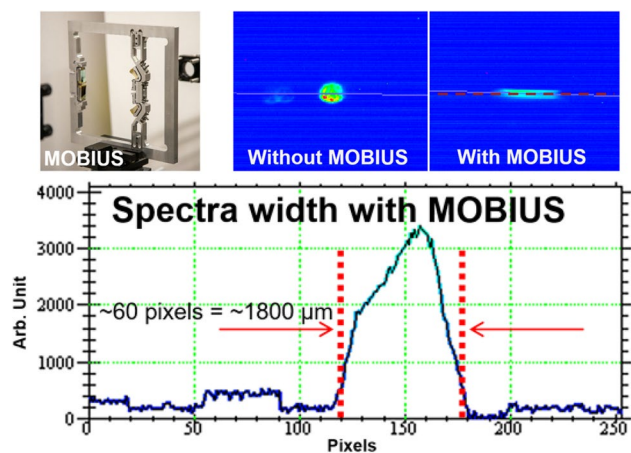 MOBIUS
Without MOBIUS
With MOBIUS
Spectra width with MOBIUS
4000
3000
2000
1000
0
Arb. Unit
~60 pixels = ~1800 µm
0
50
100
150
200
250
Pixels